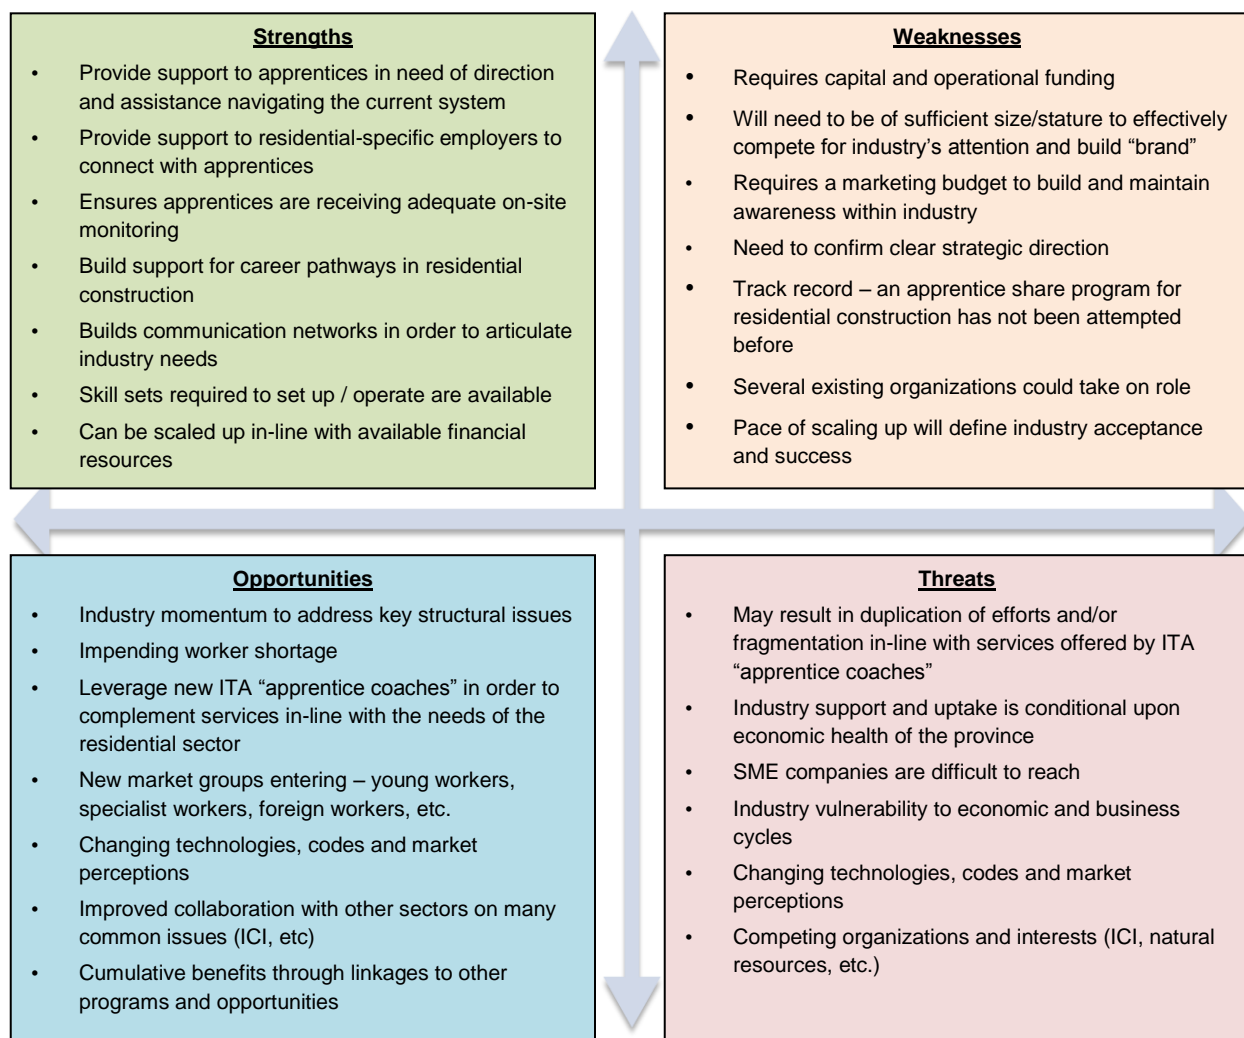 Strengths
• Provide support to apprentices in need of direction
and assistance navigating the current system
• Provide support to residential-specific employers to
connect with apprentices
• Ensures apprentices are receiving adequate on-site
monitoring
• Build support for career pathways in residential
construction
• Builds communication networks in order to articulate
industry needs
• Skill sets required to set up / operate are available
• Can be scaled up in-line with available financial
resources
Weaknesses
• Requires capital and operational funding
• Will need to be of sufficient size/stature to effectively
compete for industry’s attention and build “brand”
• Requires a marketing budget to build and maintain
awareness within industry
• Need to confirm clear strategic direction
• Track record – an apprentice share program for
residential construction has not been attempted
before
• Several existing organizations could take on role
• Pace of scaling up will define industry acceptance
and success
Opportunities
• Industry momentum to address key structural issues
• Impending worker shortage
• Leverage new ITA “apprentice coaches” in order to
complement services in-line with the needs of the
residential sector
• New market groups entering – young workers,
specialist workers, foreign workers, etc.
• Changing technologies, codes and market
perceptions
• Improved collaboration with other sectors on many
common issues (ICI, etc)
• Cumulative benefits through linkages to other
programs and opportunities
Threats
• May result in duplication of efforts and/or
fragmentation in-line with services offered by ITA
“apprentice coaches”
• Industry support and uptake is conditional upon
economic health of the province
• SME companies are difficult to reach
• Industry vulnerability to economic and business
cycles
• Changing technologies, codes and market
perceptions
• Competing organizations and interests (ICI, natural
resources, etc.)